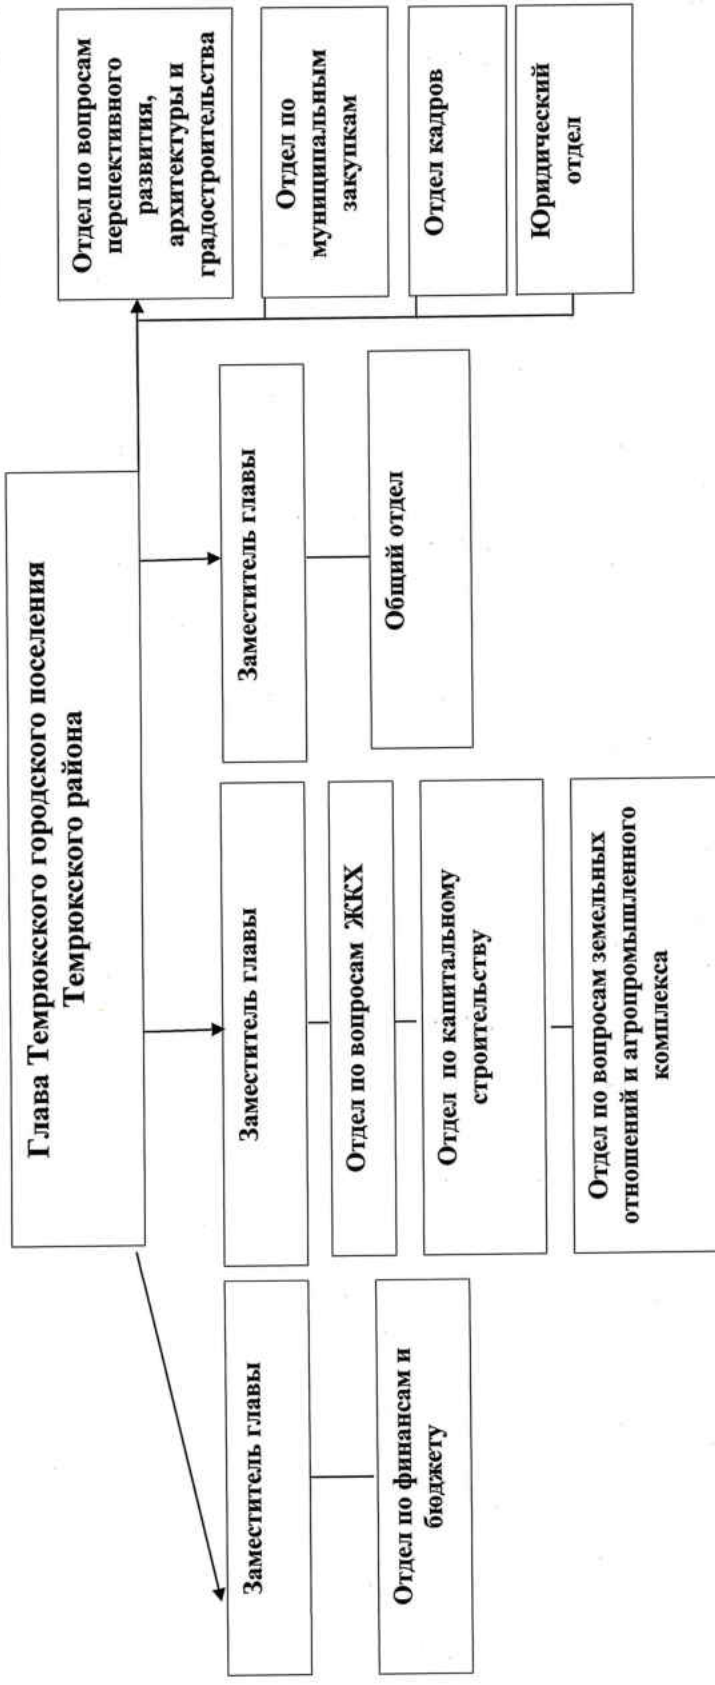 Глава Темрюкского городского поселения
Темрюкского района
Заместитель главы
Отдел по финансам и
бюджету
Заместитель главы
Отдел по вопросам ЖКХ
Отдел по капитальному
строительству
Отдел по вопросам земельных
отношений и агропромышленного
комплекса
Заместитель главы
Общий отдел
Отдел по вопросам
перспективного
развития,
архитектуры и
градостроительства
Отдел по
муниципальным
закупкам
Отдел кадров
Юридический
отдел